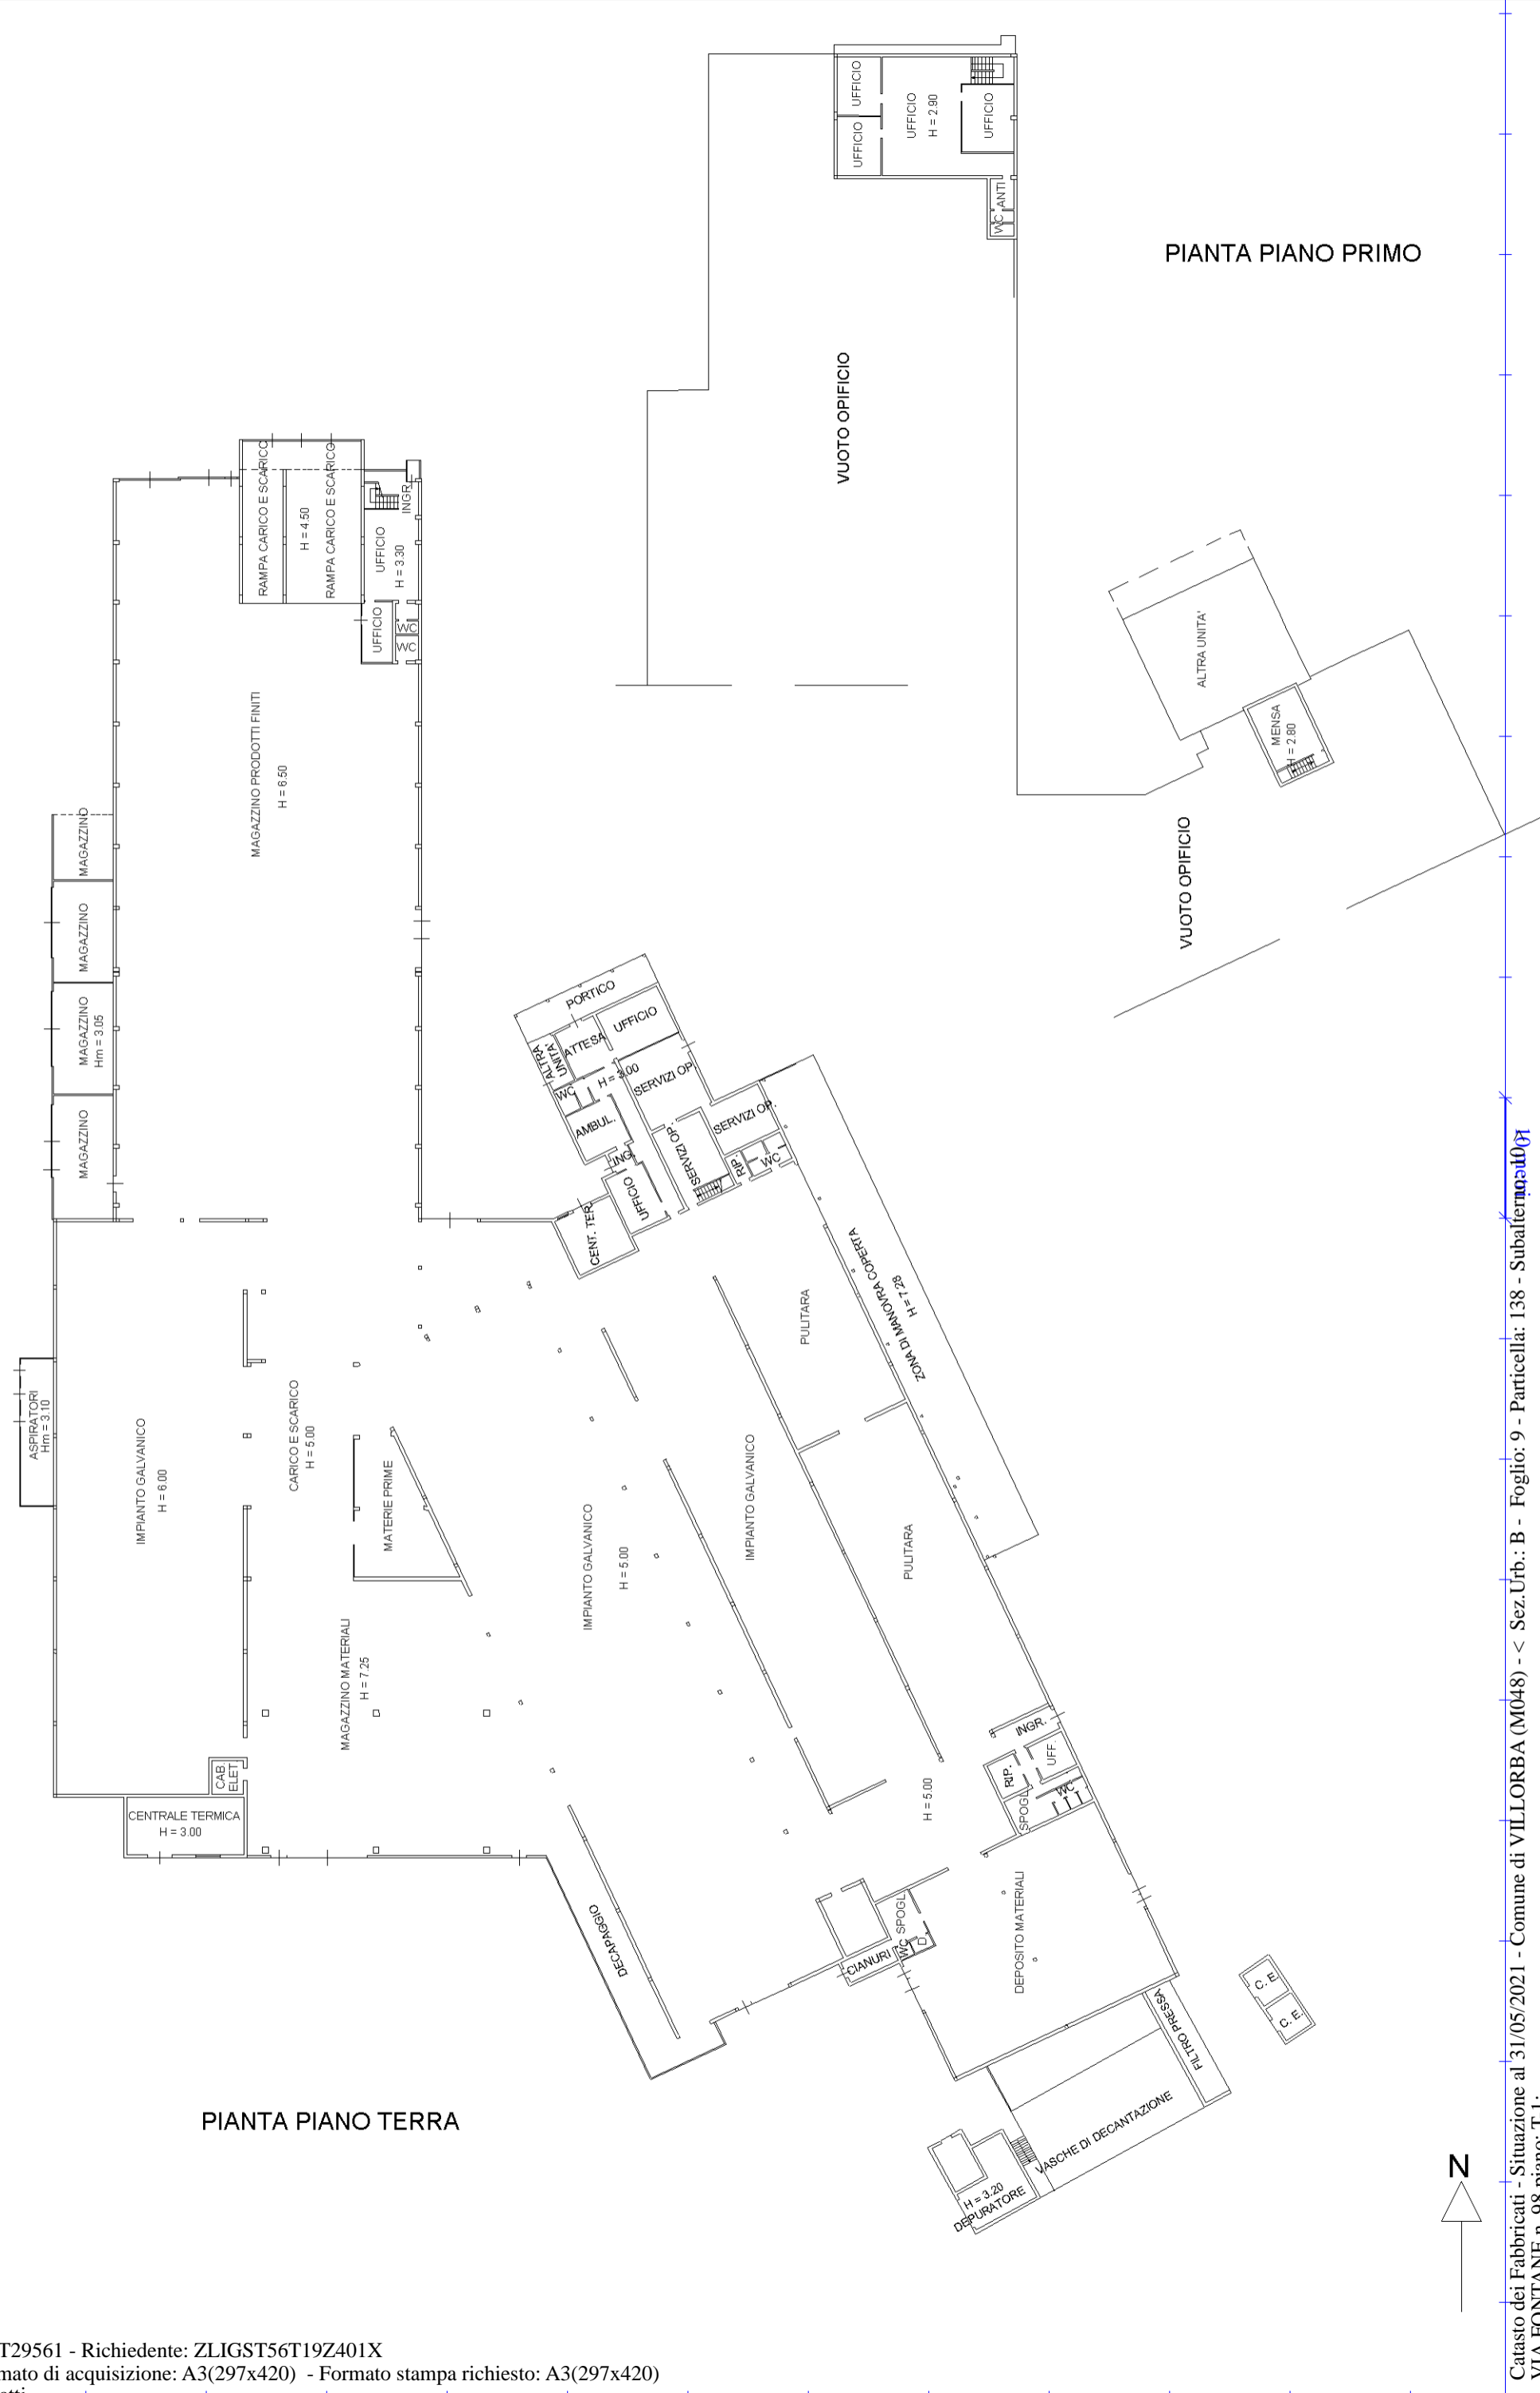 UFFICIO
UFFICIO
UFFICIO
H = 2.90
UFFICIO
ANTI
WC
PIANTA PIANO PRIMO
VUOTO OPIFICIO
ALTRA UNITA'
MENSA
H = 2.80
VUOTO OPIFICIO
RAMPA CARICO E SCARICO
H = 4.50
RAMPA CARICO E SCARICO
INGR.
UFFICIO
H = 3.30
UFFICIO
WC
WC
MAGAZZINO PRODOTTI FINITI
H = 6.50
MAGAZZINO
MAGAZZINO
MAGAZZINO
Hm = 3.05
MAGAZZINO
PORTICO
UFFICIO
ATTESA
ALTRA
UNITA'
H = 3.00
WC
SERVIZI OP.
AMBUL.
SERVIZI OP.
SERVIZI OP.
ING.
RIP.
WC
UFFICIO
CENT. TER.
ZONA DI MANOVRA COPERTA
H = 7.28
PULITARA
ASPIRATORI
Hm = 3.10
IMPIANTO GALVANICO
H = 6.00
CARICO E SCARICO
H = 5.00
MATERIE PRIME
IMPIANTO GALVANICO
H = 5.00
IMPIANTO GALVANICO
PULITARA
MAGAZZINO MATERIALI
H = 7.25
CAB.
ELET.
CENTRALE TERMICA
H = 3.00
H = 5.00
INGR.
UFF.
RIP.
SPOGL.
WC
DECAPAGGIO
CIANURI
WC
SPOGL.
D.
DEPOSITO MATERIALI
C. E.
C. E.
FILTRO PRESSA
VASCHE DI DECANTAZIONE
H = 3.20
DEPURATORE
PIANTA PIANO TERRA
N
10 metri
Catasto dei Fabbricati - Situazione al 31/05/2021 - Comune di VILLORBA (M048) - < Sez.Urb.: B - Foglio: 9 - Particella: 138 - Subalterno: 10 >
VIA FONTANE n. 98 piano: T-1;
T29561 - Richiedente: ZLIGST56T19Z401X
mato di acquisizione: A3(297x420) - Formato stampa richiesto: A3(297x420)